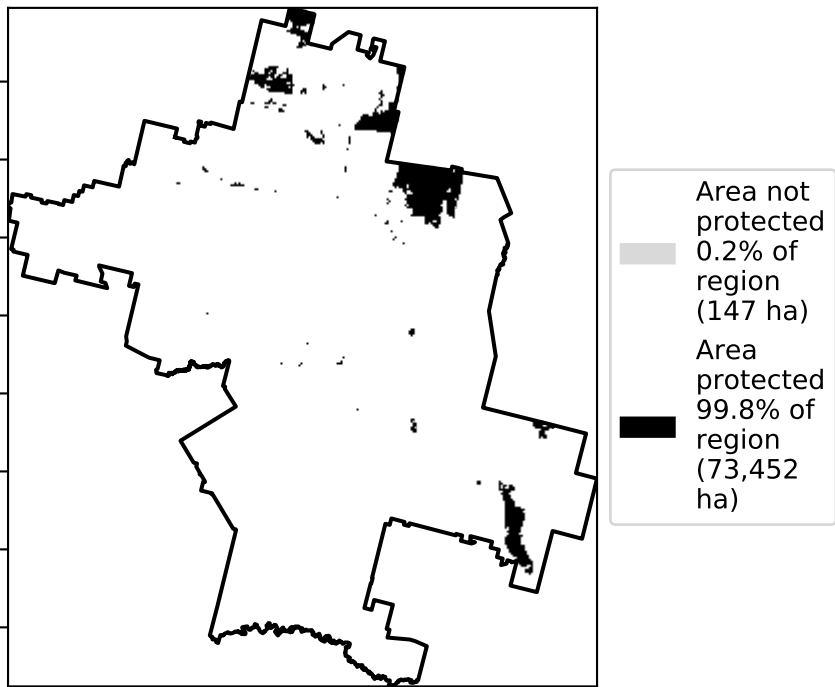 Area not
protected
0.2% of
region
(147 ha)
Area
protected
99.8% of
region
(73,452
ha)